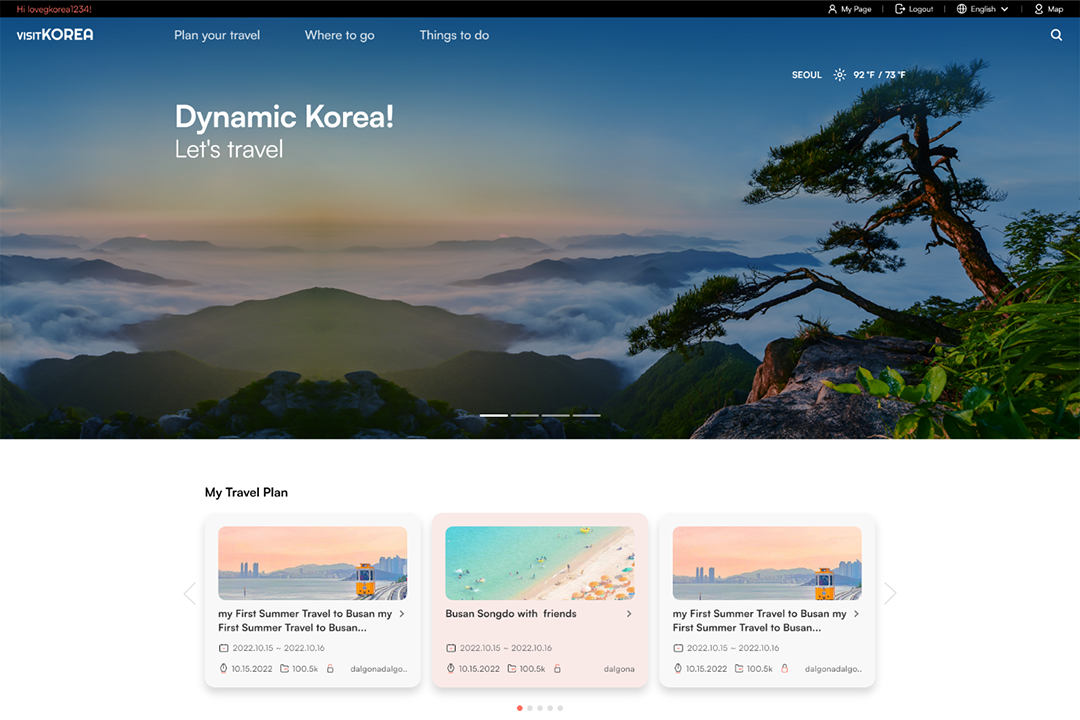 Hi lovegkorea1234!
My Page
Logout
English
Map
VISITKOREA
Plan your travel
Where to go
Things to do
SEOUL
92 °F / 73 °F
Dynamic Korea!
Let's travel
My Travel Plan
my First Summer Travel to Busan my
First Summer Travel to Busan...
2022.10.15 ~ 2022.10.16
10.15.2022 100.5k dalgonadalgo..
Busan Songdo with friends
2022.10.15 ~ 2022.10.16
10.15.2022 100.5k dalgona
my First Summer Travel to Busan my
First Summer Travel to Busan...
2022.10.15 ~ 2022.10.16
10.15.2022 100.5k dalgonadalgo..